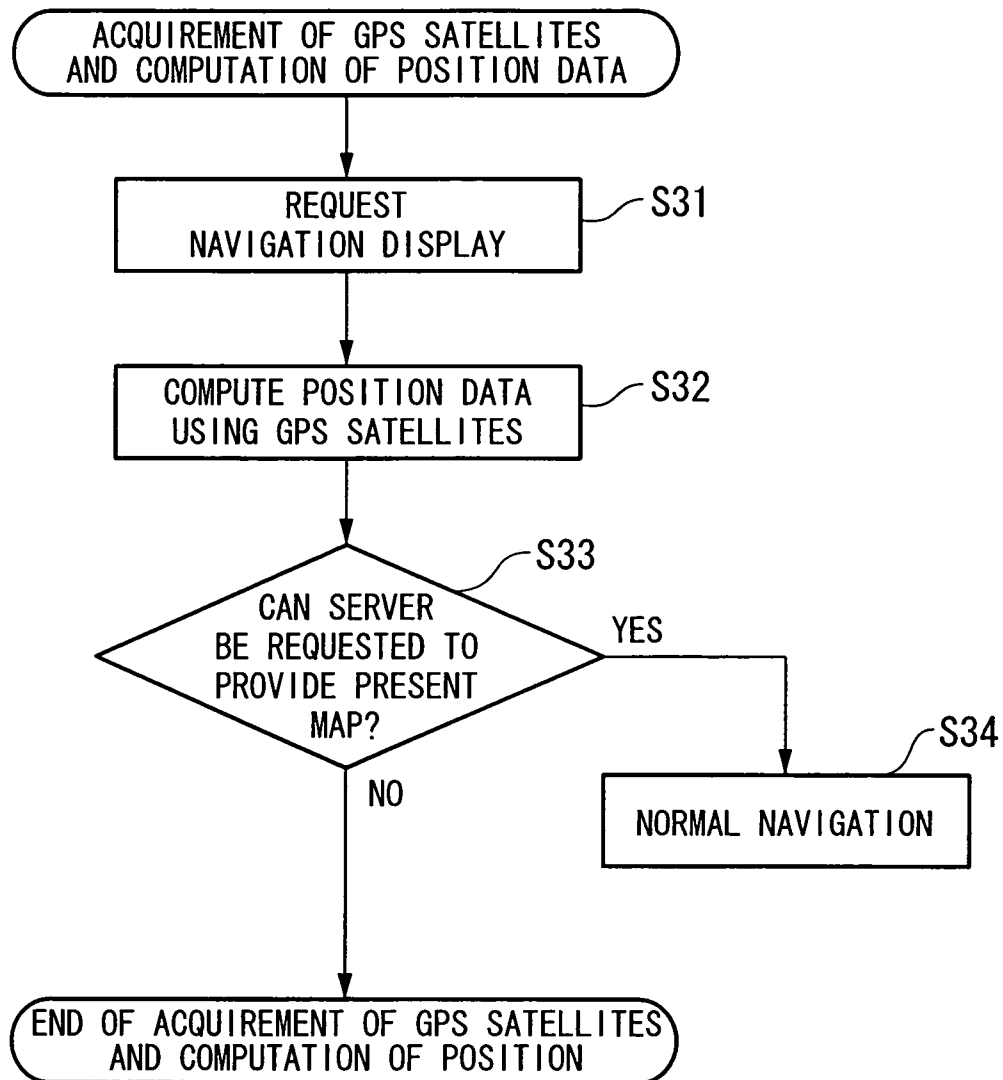 ACQUIREMENT OF GPS SATELLITES
AND COMPUTATION OF POSITION DATA
REQUEST
NAVIGATION DISPLAY
S31
COMPUTE POSITION DATA
USING GPS SATELLITES
S32
S33
CAN SERVER
BE REQUESTED TO
PROVIDE PRESENT
MAP?
YES
NO
S34
NORMAL NAVIGATION
END OF ACQUIREMENT OF GPS SATELLITES
AND COMPUTATION OF POSITION